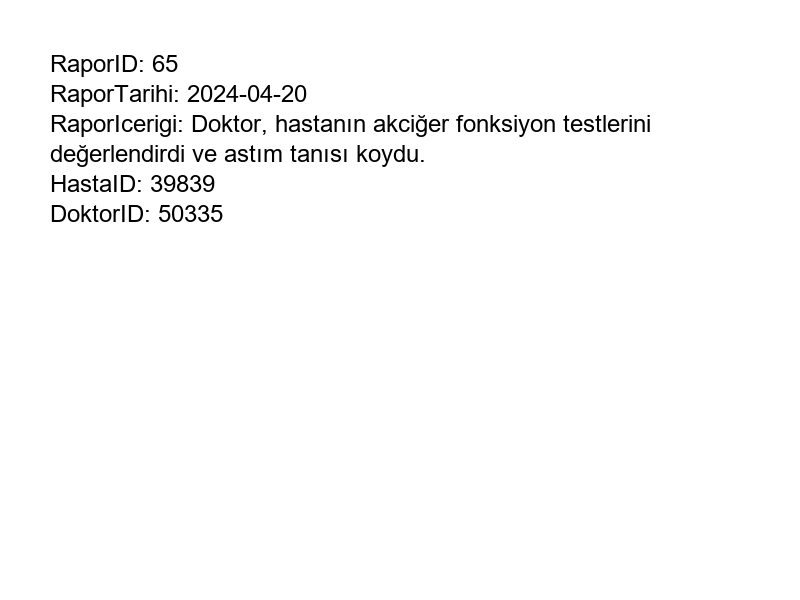 RaporID: 65
RaporTarihi: 2024-04-20
RaporIcerigi: Doktor, hastanın akciğer fonksiyon testlerini
değerlendirdi ve astım tanısı koydu.
HastaID: 39839
DoktorID: 50335